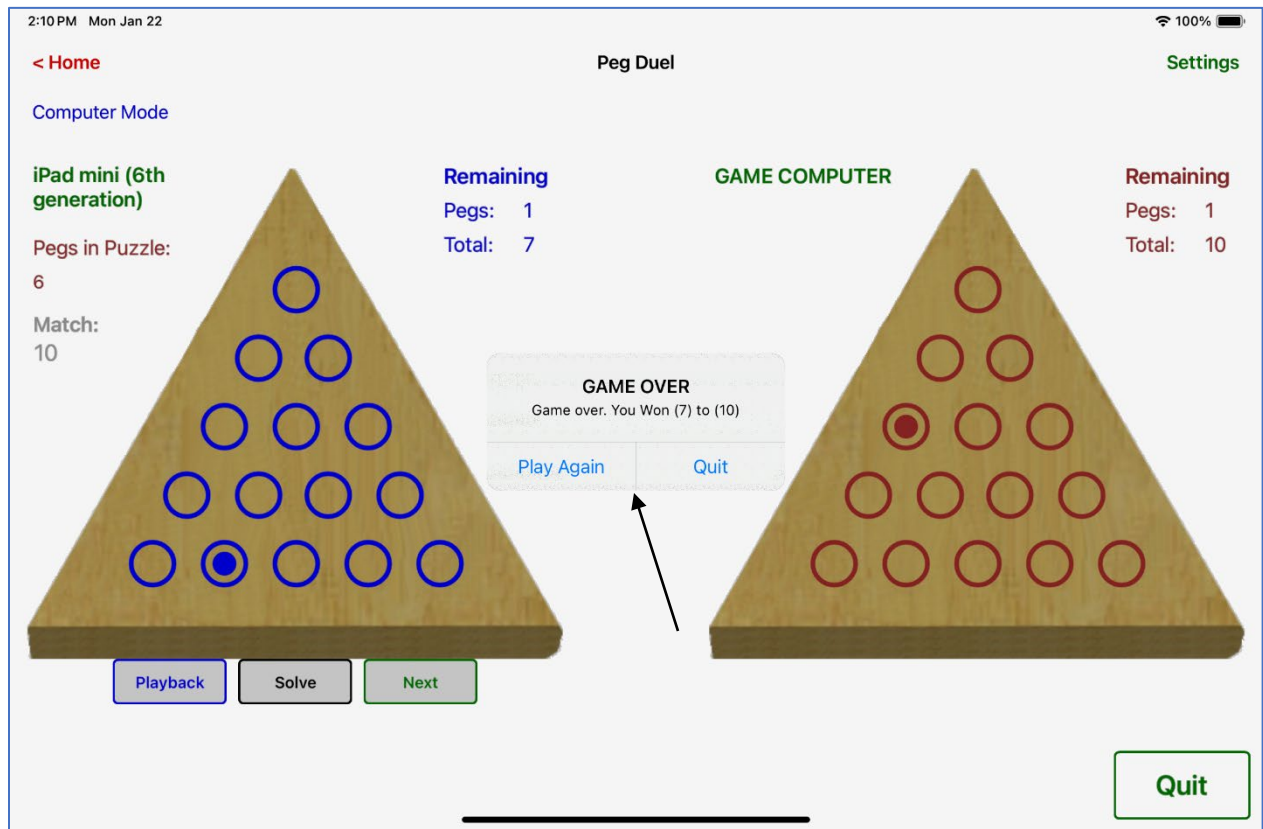 2:10 PM Mon Jan 22
100%
< Home
Peg Duel
Settings
Computer Mode
iPad mini (6th
generation)
Pegs in Puzzle:
6
Match:
10
Remaining
Pegs: 1
Total: 7
GAME COMPUTER
Remaining
Pegs: 1
Total: 10
GAME OVER
Game over. You Won (7) to (10)
Play Again
Quit
Playback
Solve
Next
Quit